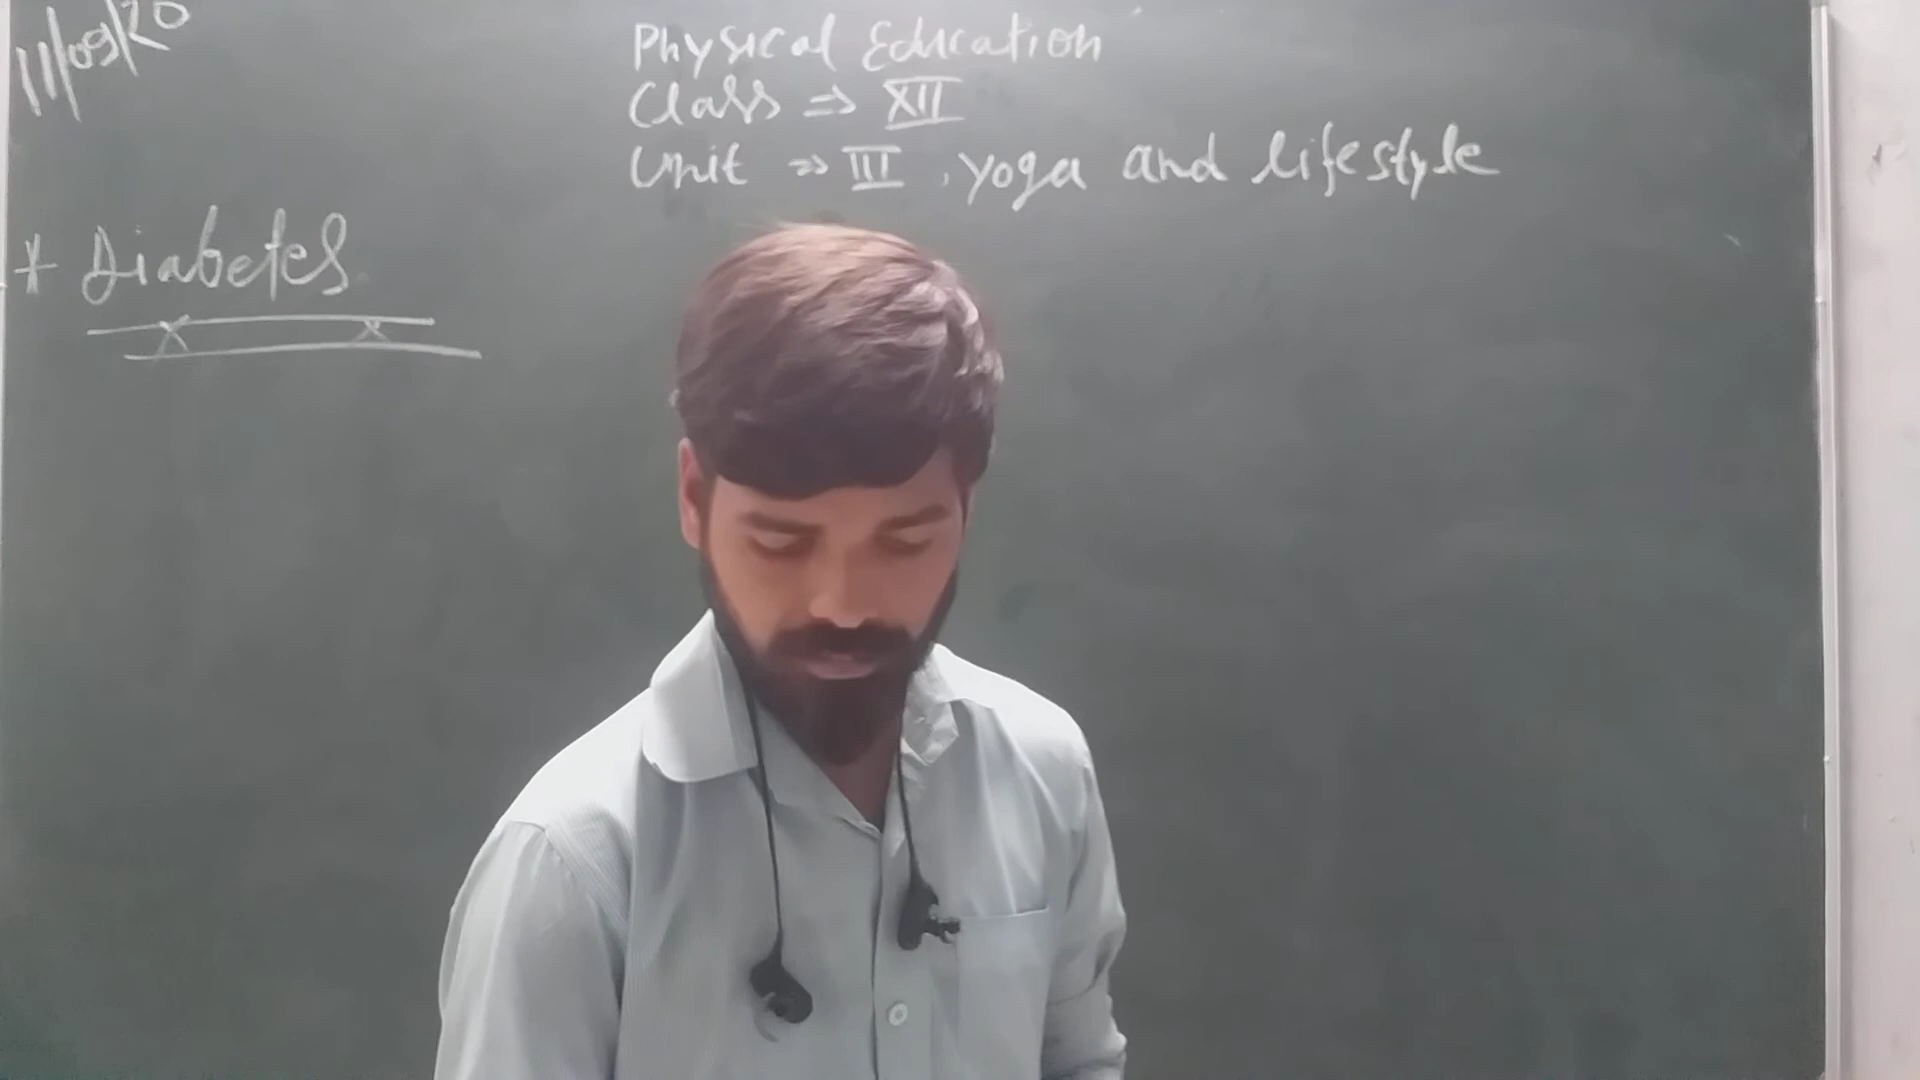 11/09/20
Physical Education
Class ⇒ XII
Unit ⇒ III, yoga and lifestyle
* Diabetes